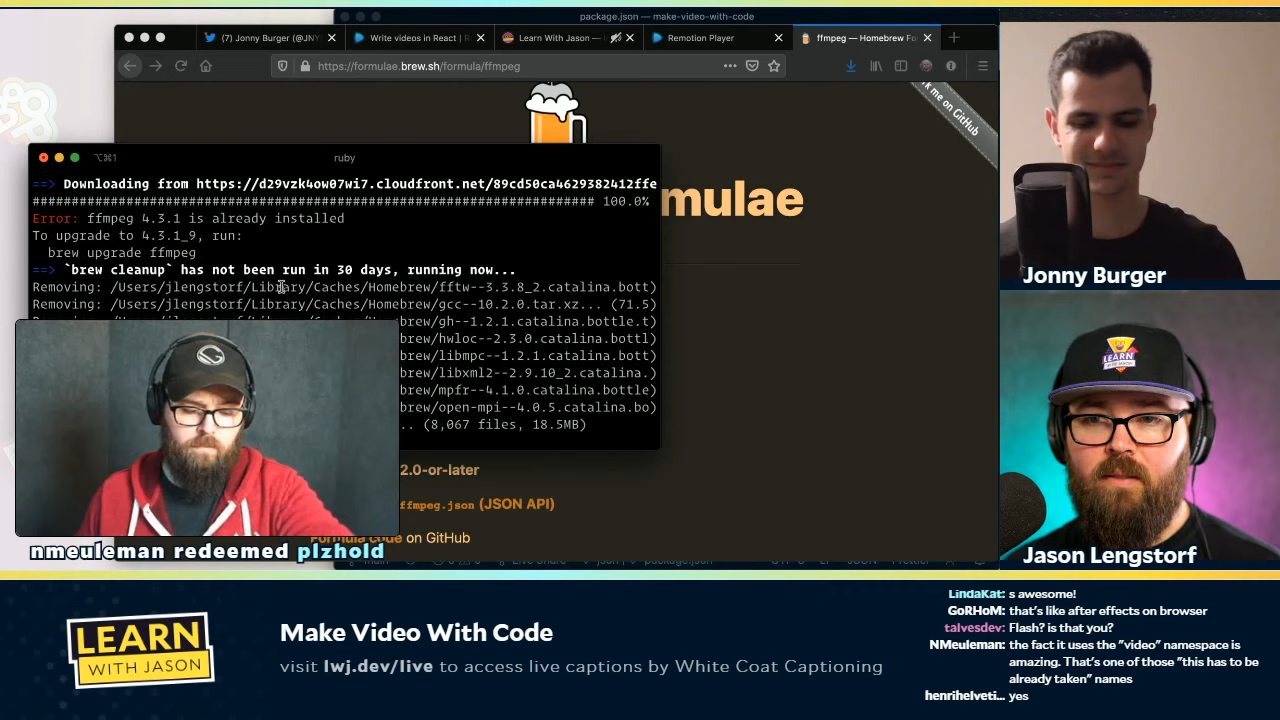 package.json — make-video-with-code
(7) Jonny Burger (@JNY
Write videos in React | R
Learn With Jason —
Remotion Player
ffmpeg — Homebrew Fo
https://formulae.brew.sh/formula/ffmpeg
k me on GitHub
mulae
⌥⌘1
ruby
==> Downloading from https://d29vzk4ow07wi7.cloudfront.net/89cd50ca4629382412ffe
######################################################################## 100.0%
Error: ffmpeg 4.3.1 is already installed
To upgrade to 4.3.1_9, run:
brew upgrade ffmpeg
==> `brew cleanup` has not been run in 30 days, running now...
Removing: /Users/jlengstorf/Library/Caches/Homebrew/fftw--3.3.8_2.catalina.bott)
Removing: /Users/jlengstorf/Library/Caches/Homebrew/gcc--10.2.0.tar.xz... (71.5)
brew/gh--1.2.1.catalina.bottle.t)
brew/hwloc--2.3.0.catalina.bottl)
brew/libmpc--1.2.1.catalina.bott)
brew/libxml2--2.9.10_2.catalina.)
brew/mpfr--4.1.0.catalina.bottle)
brew/open-mpi--4.0.5.catalina.bo)
.. (8,067 files, 18.5MB)
2.0-or-later
ffmpeg.json (JSON API)
Formula code on GitHub
nmeuleman redeemed plzhold
Jonny Burger
LEARN
WITH JASON
Jason Lengstorf
LEARN
WITH JASON
Make Video With Code
visit lwj.dev/live to access live captions by White Coat Captioning
LindaKat: s awesome!
GoRHoM: that's like after effects on browser
talvesdev: Flash? is that you?
NMeuleman: the fact it uses the "video" namespace is
amazing. That's one of those "this has to be
already taken" names
henrihelveti... yes